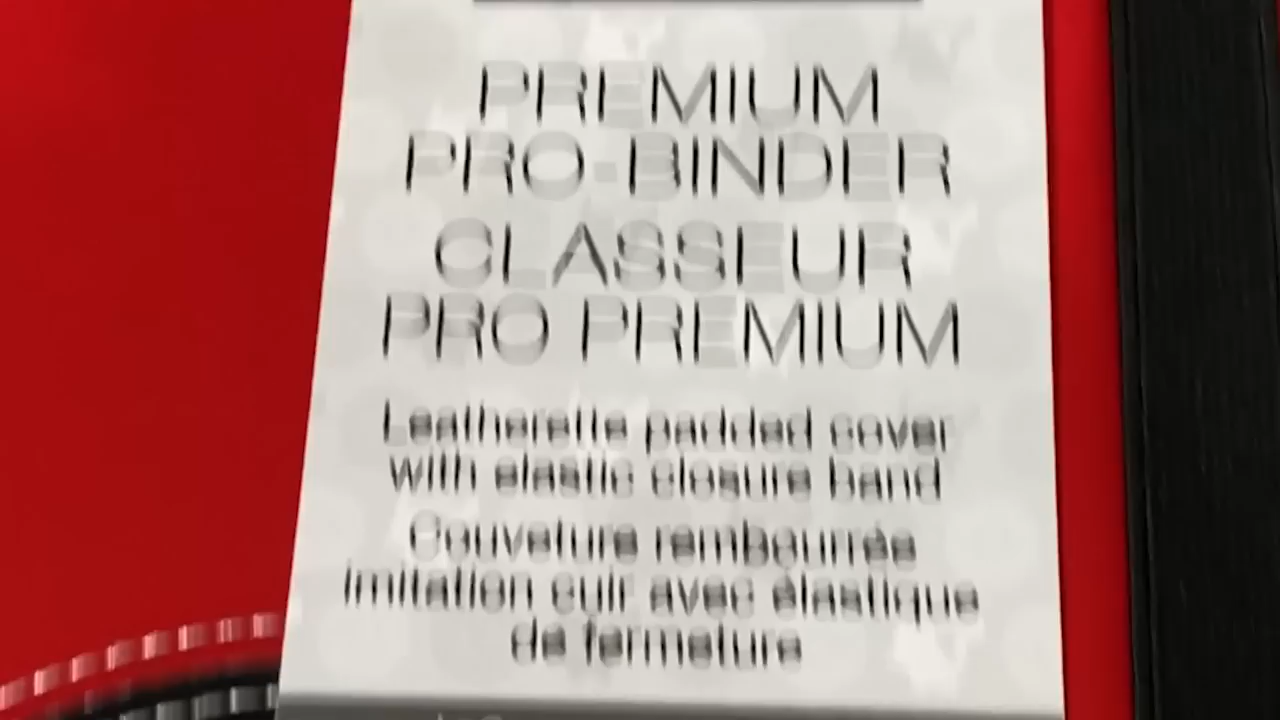 PREMIUM
PRO-BINDER
CLASSEUR
PRO PREMIUM
Leatherette padded cover
with elastic closure band
Couveture rembourrée
imitation cuir avec élastique
de fermeture